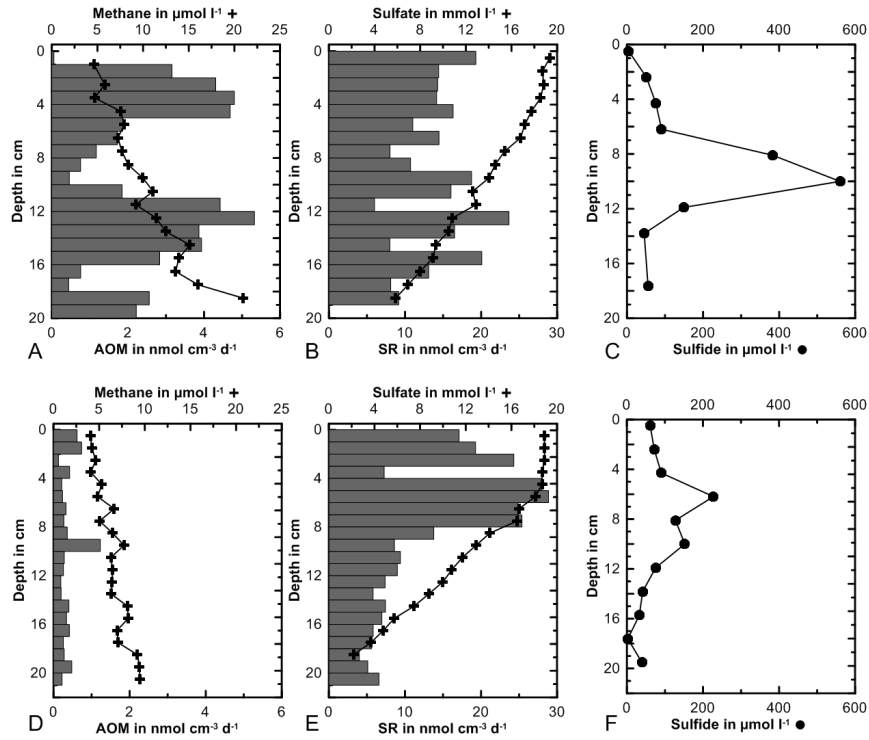 Methane in µmol l⁻¹ +
0 5 10 15 20 25
Depth in cm
0
4
8
12
16
20
0 2 4 6
A
AOM in nmol cm⁻³ d⁻¹
Sulfate in mmol l⁻¹ +
0 4 8 12 16 20
Depth in cm
0
4
8
12
16
20
0 10 20 30
B
SR in nmol cm⁻³ d⁻¹
0 200 400 600
Depth in cm
0
4
8
12
16
20
0 200 400 600
C
Sulfide in µmol l⁻¹ ●
Methane in µmol l⁻¹ +
0 5 10 15 20 25
Depth in cm
0
4
8
12
16
20
0 2 4 6
D
AOM in nmol cm⁻³ d⁻¹
Sulfate in mmol l⁻¹ +
0 4 8 12 16 20
Depth in cm
0
4
8
12
16
20
0 10 20 30
E
SR in nmol cm⁻³ d⁻¹
0 200 400 600
Depth in cm
0
4
8
12
16
20
0 200 400 600
F
Sulfide in µmol l⁻¹ ●